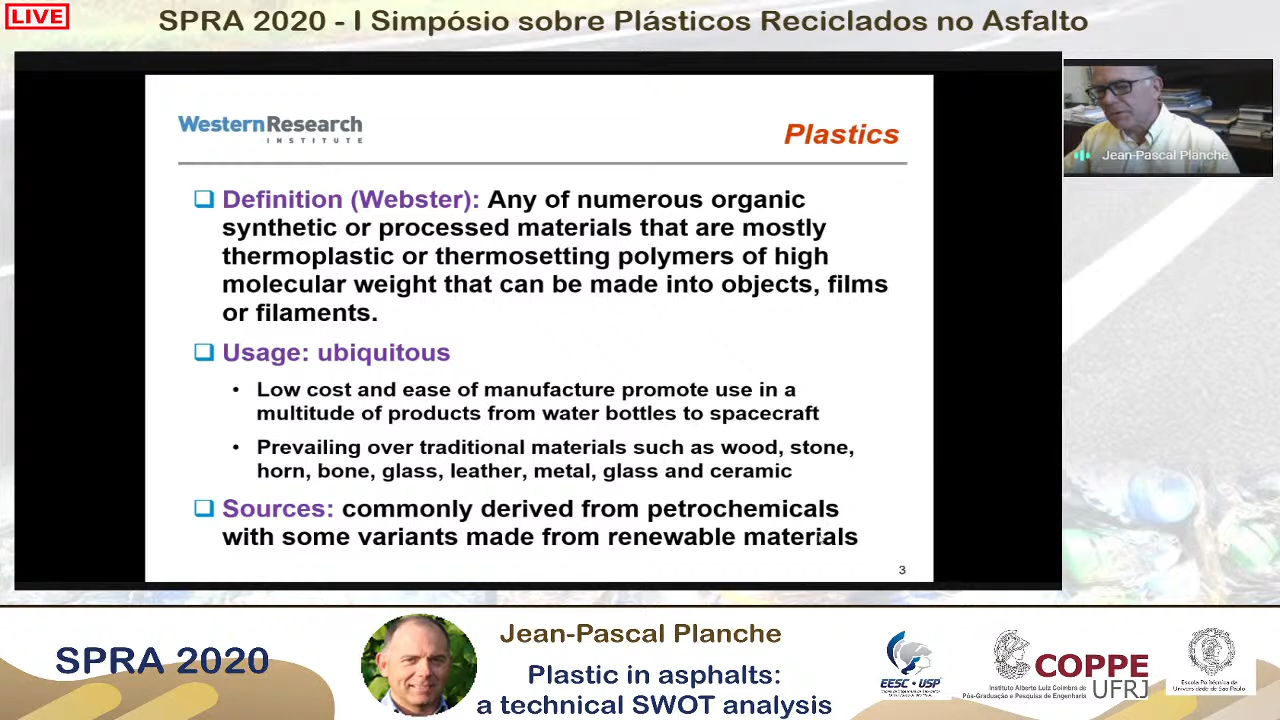 LIVE
SPRA 2020 - I Simpósio sobre Plásticos Reciclados no Asfalto
WesternResearch
INSTITUTE
Plastics
Jean-Pascal Planche
Definition (Webster): Any of numerous organic
synthetic or processed materials that are mostly
thermoplastic or thermosetting polymers of high
molecular weight that can be made into objects, films
or filaments.
Usage: ubiquitous
• Low cost and ease of manufacture promote use in a
multitude of products from water bottles to spacecraft
• Prevailing over traditional materials such as wood, stone,
horn, bone, glass, leather, metal, glass and ceramic
Sources: commonly derived from petrochemicals
with some variants made from renewable materials
3
SPRA 2020
Jean-Pascal Planche
Plastic in asphalts:
a technical SWOT analysis
EESC • USP
COPPE
UFRJ
Instituto Alberto Luiz Coimbra de
Pós-Graduação e Pesquisa de Engenharia
Escola Politécnica da
Universidade de São Paulo